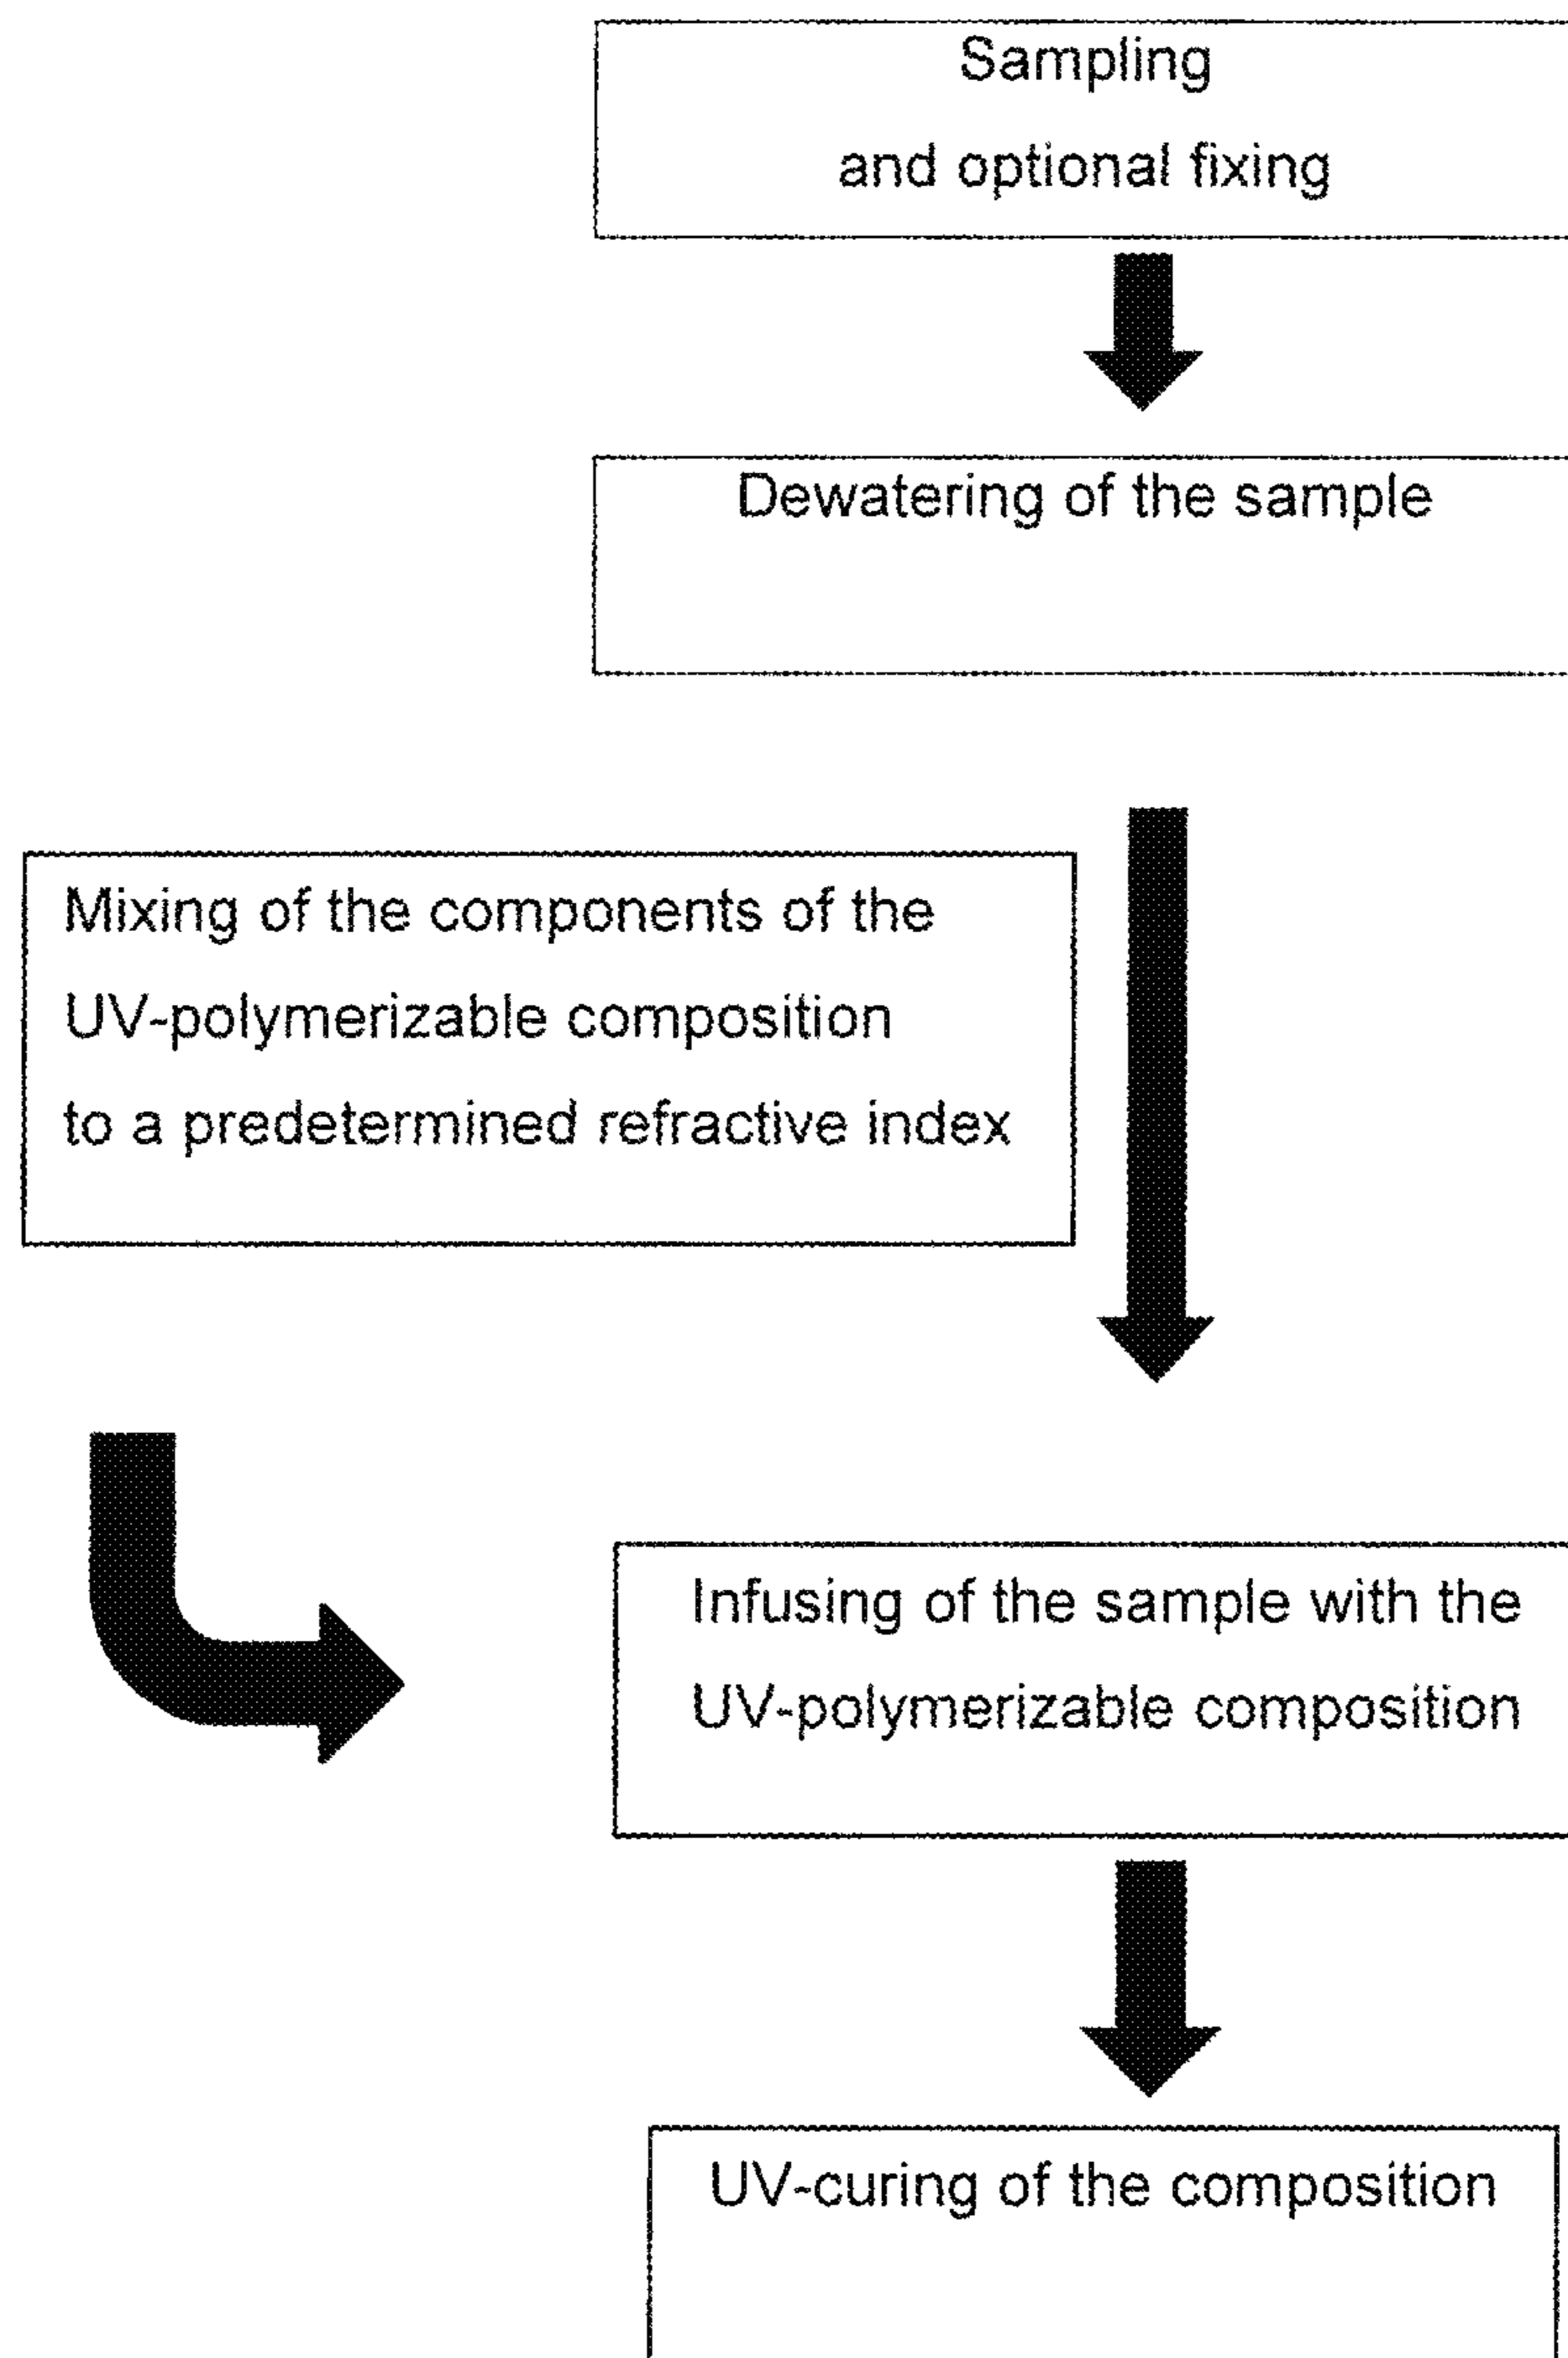 Sampling
and optional fixing
Dewatering of the sample
Mixing of the components of the
UV-polymerizable composition
to a predetermined refractive index
Infusing of the sample with the
UV-polymerizable composition
UV-curing of the composition